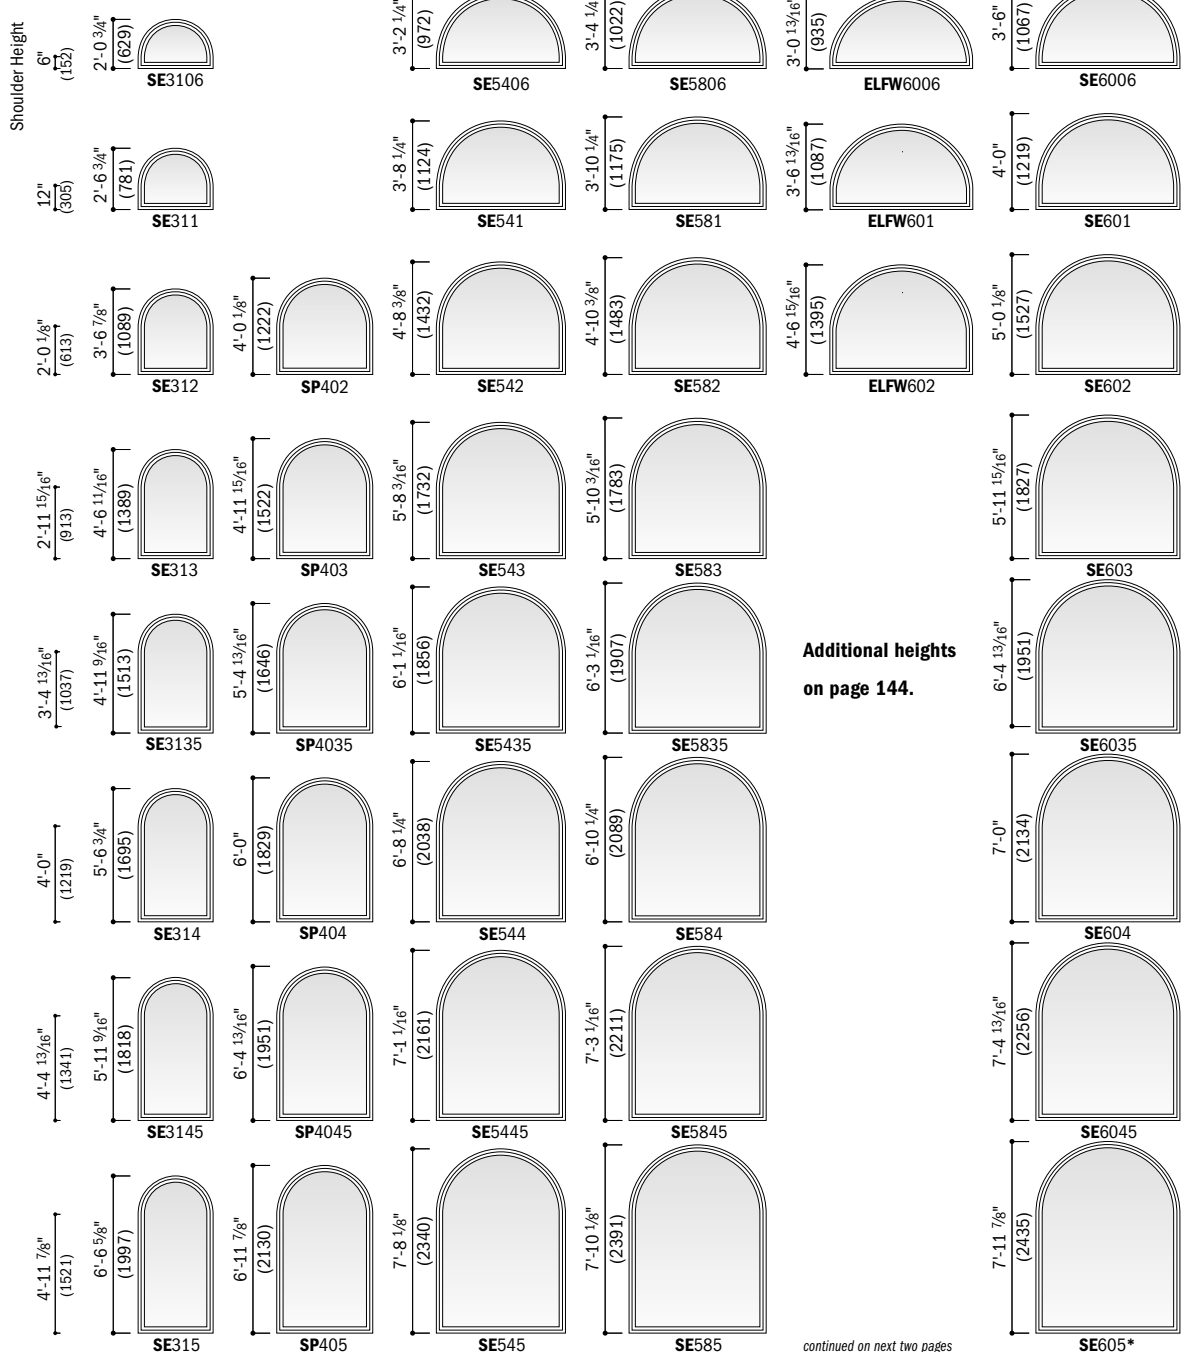 Shoulder Height
6"
(152)
2'-0 3/4"
(629)
3'-2 1/4"
(972)
3'-4 1/4"
(1022)
3'-0 13/16"
(935)
3'-6"
(1067)
SE3106
SE5406
SE5806
ELFW6006
SE6006
12"
(305)
2'-6 3/4"
(781)
3'-8 1/4"
(1124)
3'-10 1/4"
(1175)
3'-6 13/16"
(1087)
4'-0"
(1219)
SE311
SE541
SE581
ELFW601
SE601
2'-0 1/8"
(613)
3'-6 7/8"
(1089)
4'-0 1/8"
(1222)
4'-8 3/8"
(1432)
4'-10 3/8"
(1483)
4'-6 15/16"
(1395)
5'-0 1/8"
(1527)
SE312
SP402
SE542
SE582
ELFW602
SE602
2'-11 15/16"
(913)
4'-6 11/16"
(1389)
4'-11 15/16"
(1522)
5'-8 3/16"
(1732)
5'-10 3/16"
(1783)
5'-11 15/16"
(1827)
SE313
SP403
SE543
SE583
SE603
3'-4 13/16"
(1037)
4'-11 9/16"
(1513)
5'-4 13/16"
(1646)
6'-1 1/16"
(1856)
6'-3 1/16"
(1907)
Additional heights
on page 144.
6'-4 13/16"
(1951)
SE3135
SP4035
SE5435
SE5835
SE6035
4'-0"
(1219)
5'-6 3/4"
(1695)
6'-0"
(1829)
6'-8 1/4"
(2038)
6'-10 1/4"
(2089)
7'-0"
(2134)
SE314
SP404
SE544
SE584
SE604
4'-4 13/16"
(1341)
5'-11 9/16"
(1818)
6'-4 13/16"
(1951)
7'-1 1/16"
(2161)
7'-3 1/16"
(2211)
7'-4 13/16"
(2256)
SE3145
SP4045
SE5445
SE5845
SE6045
4'-11 7/8"
(1521)
6'-6 5/8"
(1997)
6'-11 7/8"
(2130)
7'-8 1/8"
(2340)
7'-10 1/8"
(2391)
7'-11 7/8"
(2435)
SE315
SP405
SE545
SE585
continued on next two pages
SE605*